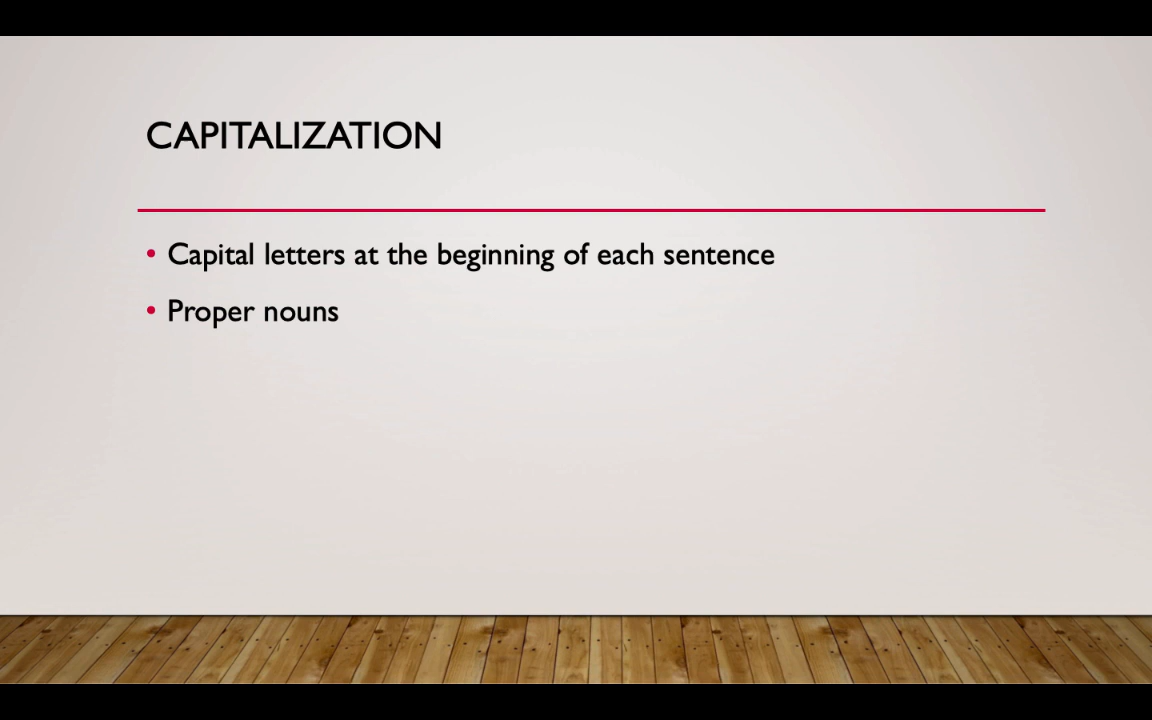 CAPITALIZATION
• Capital letters at the beginning of each sentence
• Proper nouns